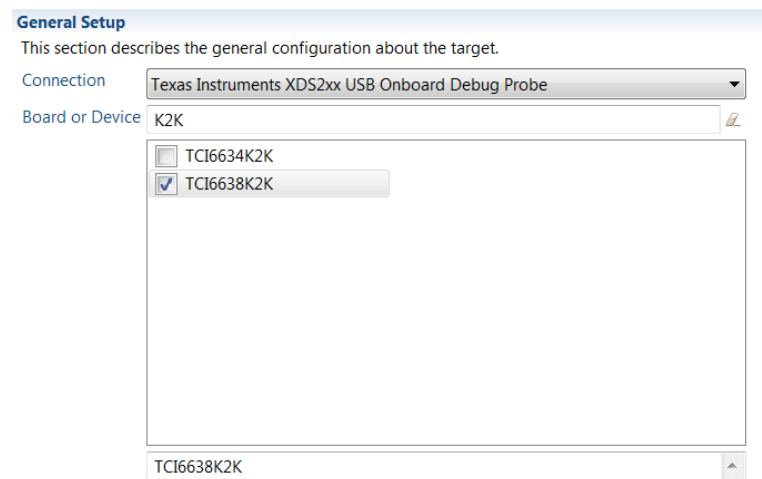 General Setup
This section describes the general configuration about the target.
Connection Texas Instruments XDS2xx USB Onboard Debug Probe
Board or Device K2K
TCI6634K2K
TCI6638K2K
TCI6638K2K